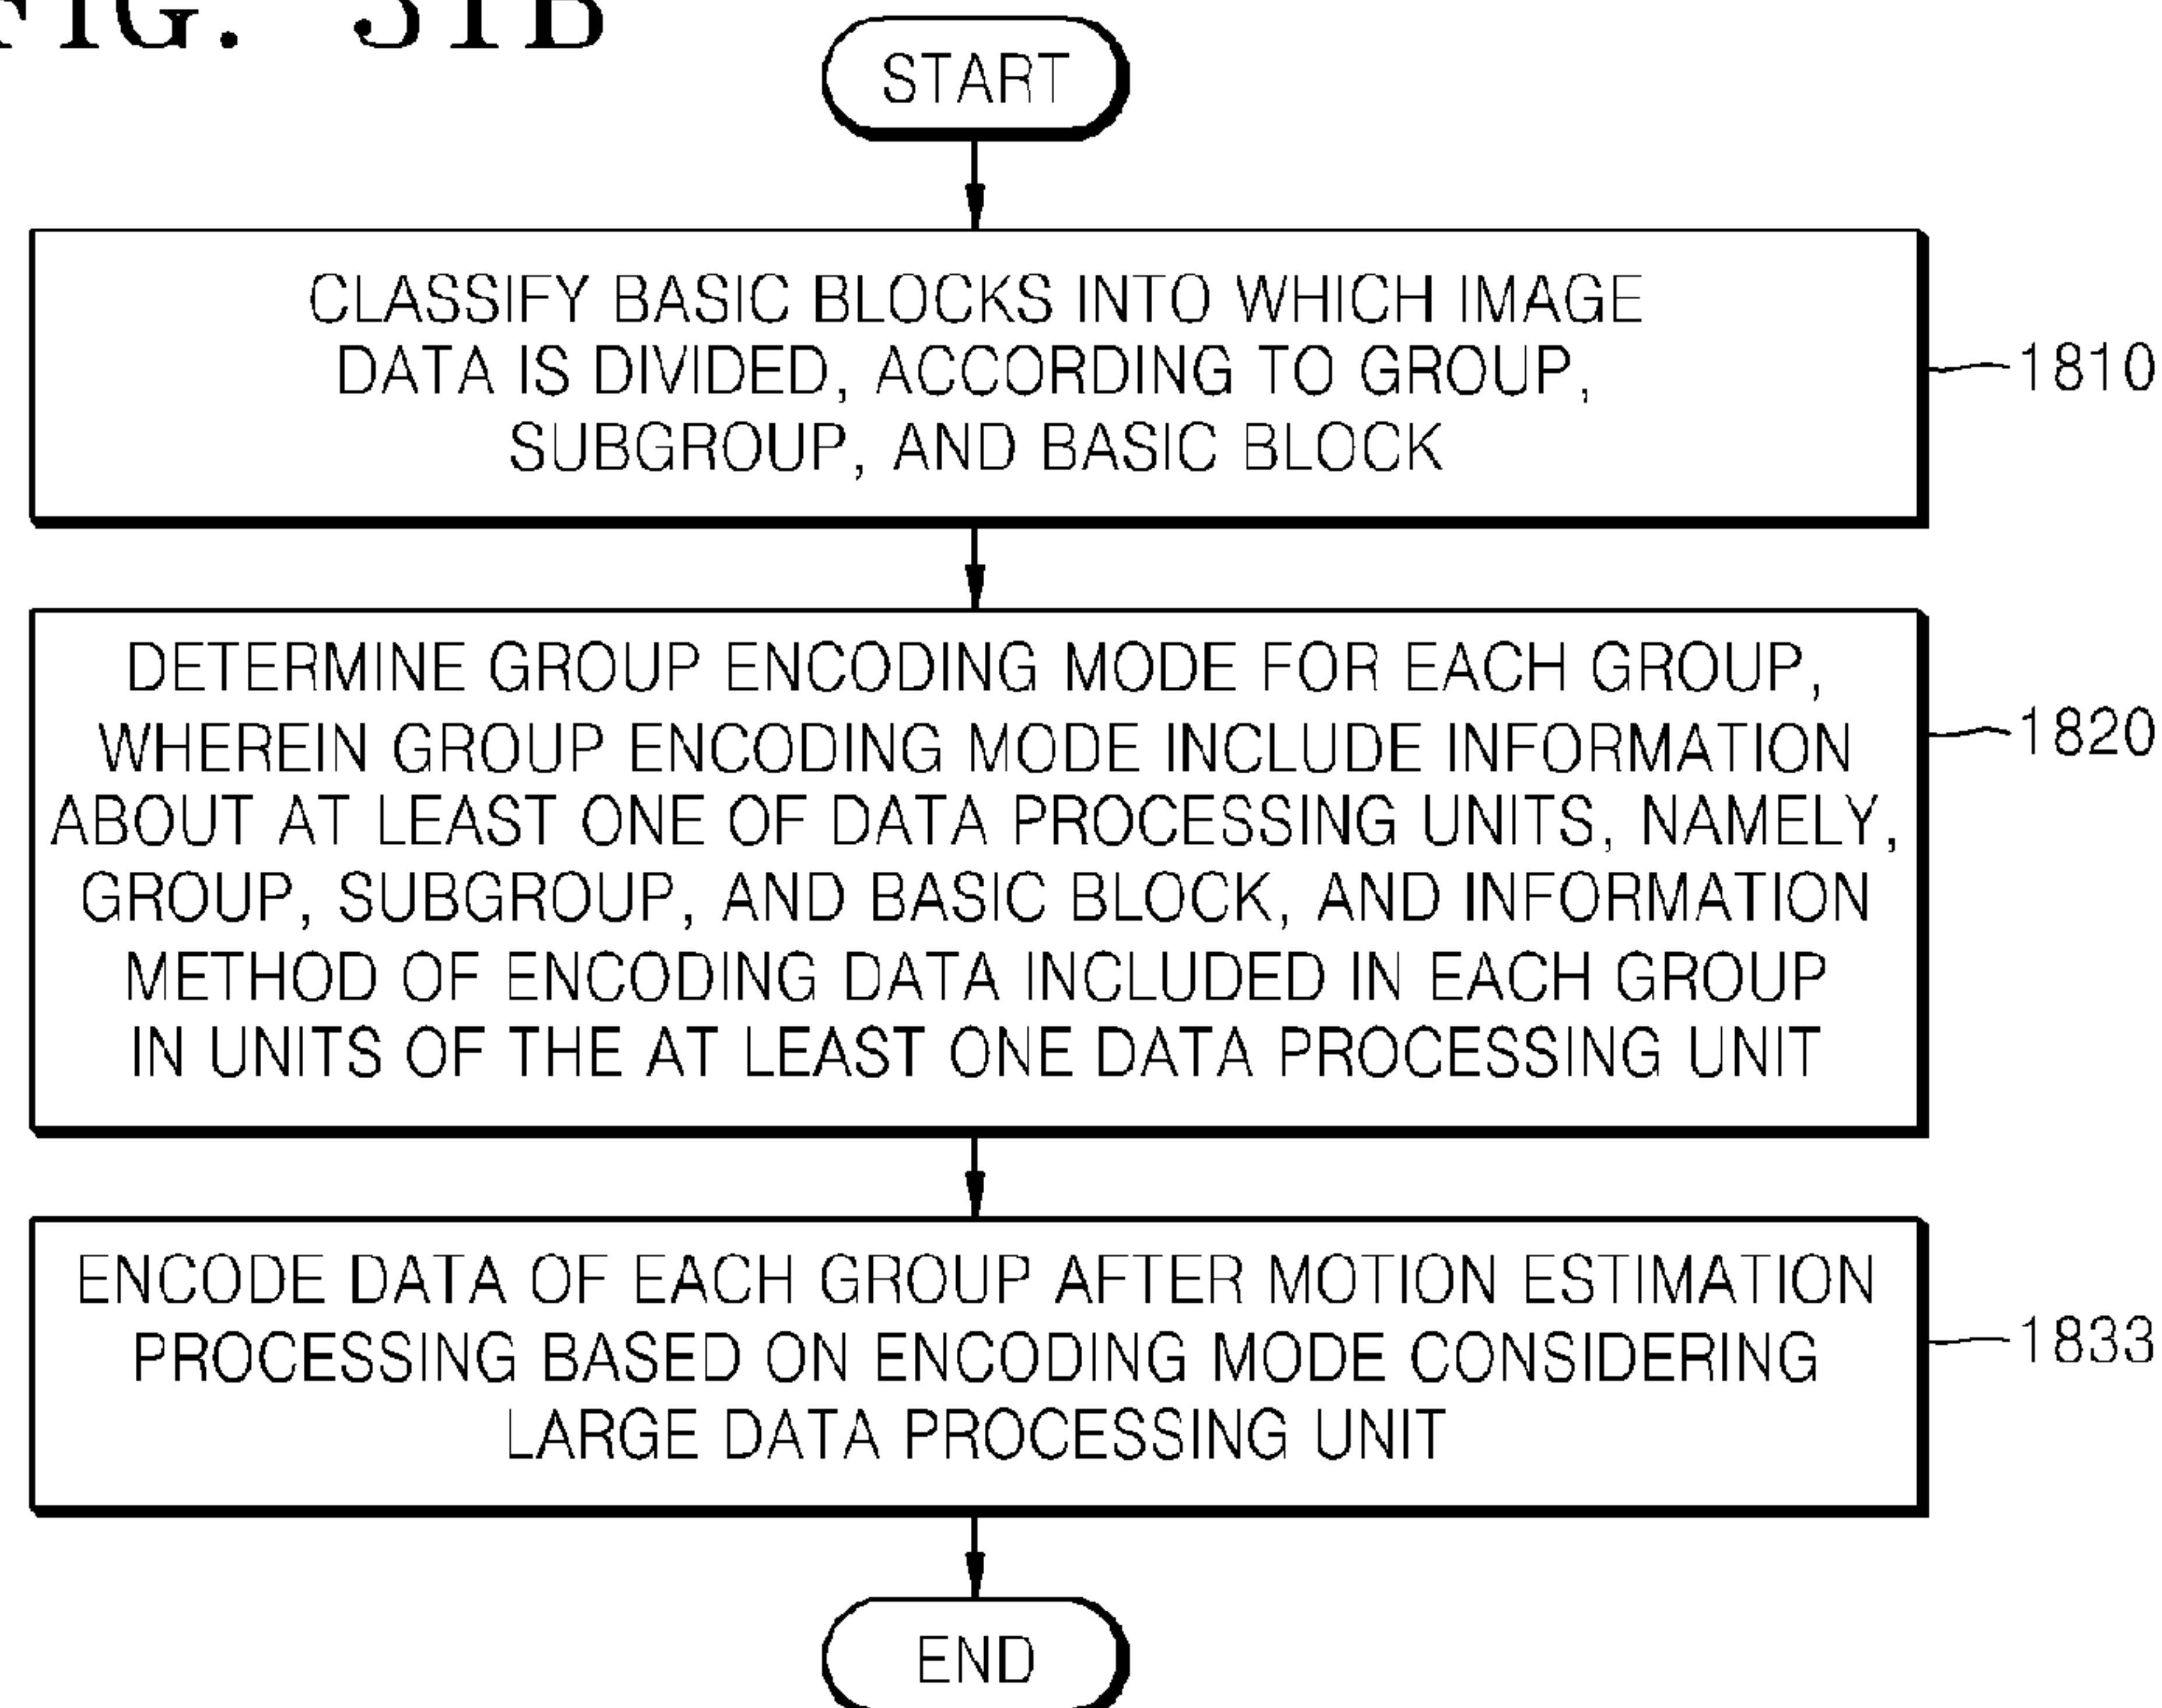 FIG. 31B
START
CLASSIFY BASIC BLOCKS INTO WHICH IMAGE
DATA IS DIVIDED, ACCORDING TO GROUP,
SUBGROUP, AND BASIC BLOCK
1810
DETERMINE GROUP ENCODING MODE FOR EACH GROUP,
WHEREIN GROUP ENCODING MODE INCLUDE INFORMATION
ABOUT AT LEAST ONE OF DATA PROCESSING UNITS, NAMELY,
GROUP, SUBGROUP, AND BASIC BLOCK, AND INFORMATION
METHOD OF ENCODING DATA INCLUDED IN EACH GROUP
IN UNITS OF THE AT LEAST ONE DATA PROCESSING UNIT
1820
ENCODE DATA OF EACH GROUP AFTER MOTION ESTIMATION
PROCESSING BASED ON ENCODING MODE CONSIDERING
LARGE DATA PROCESSING UNIT
1833
END